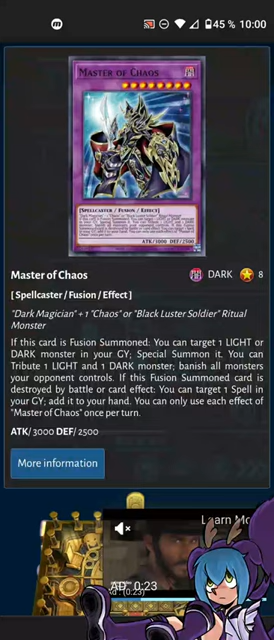 45 % 10:00
Master of Chaos
[SPELLCASTER / FUSION / EFFECT]
ATK/3000 DEF/2500
Master of Chaos DARK 8
[ Spellcaster / Fusion / Effect ]
"Dark Magician" + 1 "Chaos" or "Black Luster Soldier" Ritual
Monster
If this card is Fusion Summoned: You can target 1 LIGHT or
DARK monster in your GY; Special Summon it. You can
Tribute 1 LIGHT and 1 DARK monster; banish all monsters
your opponent controls. If this Fusion Summoned card is
destroyed by battle or card effect: You can target 1 Spell in
your GY; add it to your hand. You can only use each effect of
"Master of Chaos" once per turn.
ATK/ 3000 DEF/ 2500
More information
Learn Mo
AD 0:23
(0:23)